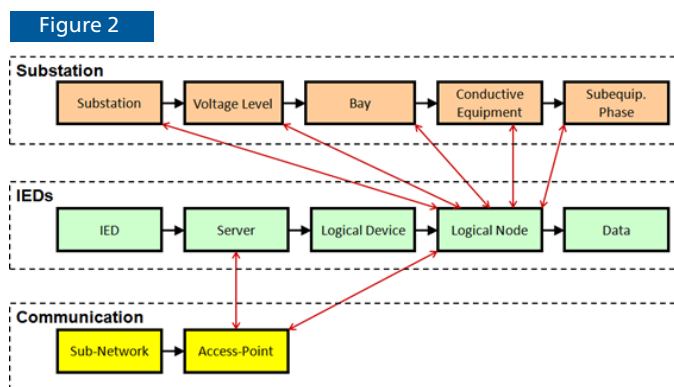 Figure 2
Substation
Substation
Voltage Level
Bay
Conductive
Equipment
Subequip.
Phase
IEDs
IED
Server
Logical Device
Logical Node
Data
Communication
Sub-Network
Access-Point